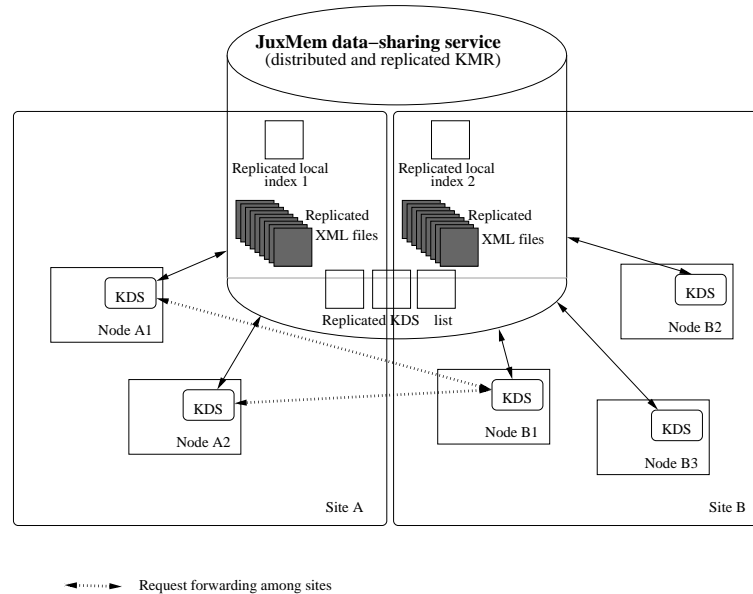 JuxMem data−sharing service
(distributed and replicated KMR)
Replicated local
index 1
Replicated local
index 2
Replicated
XML files
Replicated
XML files
KDS
Node A1
Replicated KDS list
KDS
Node B2
KDS
Node A2
KDS
Node B1
KDS
Node B3
Site A
Site B
Request forwarding among sites